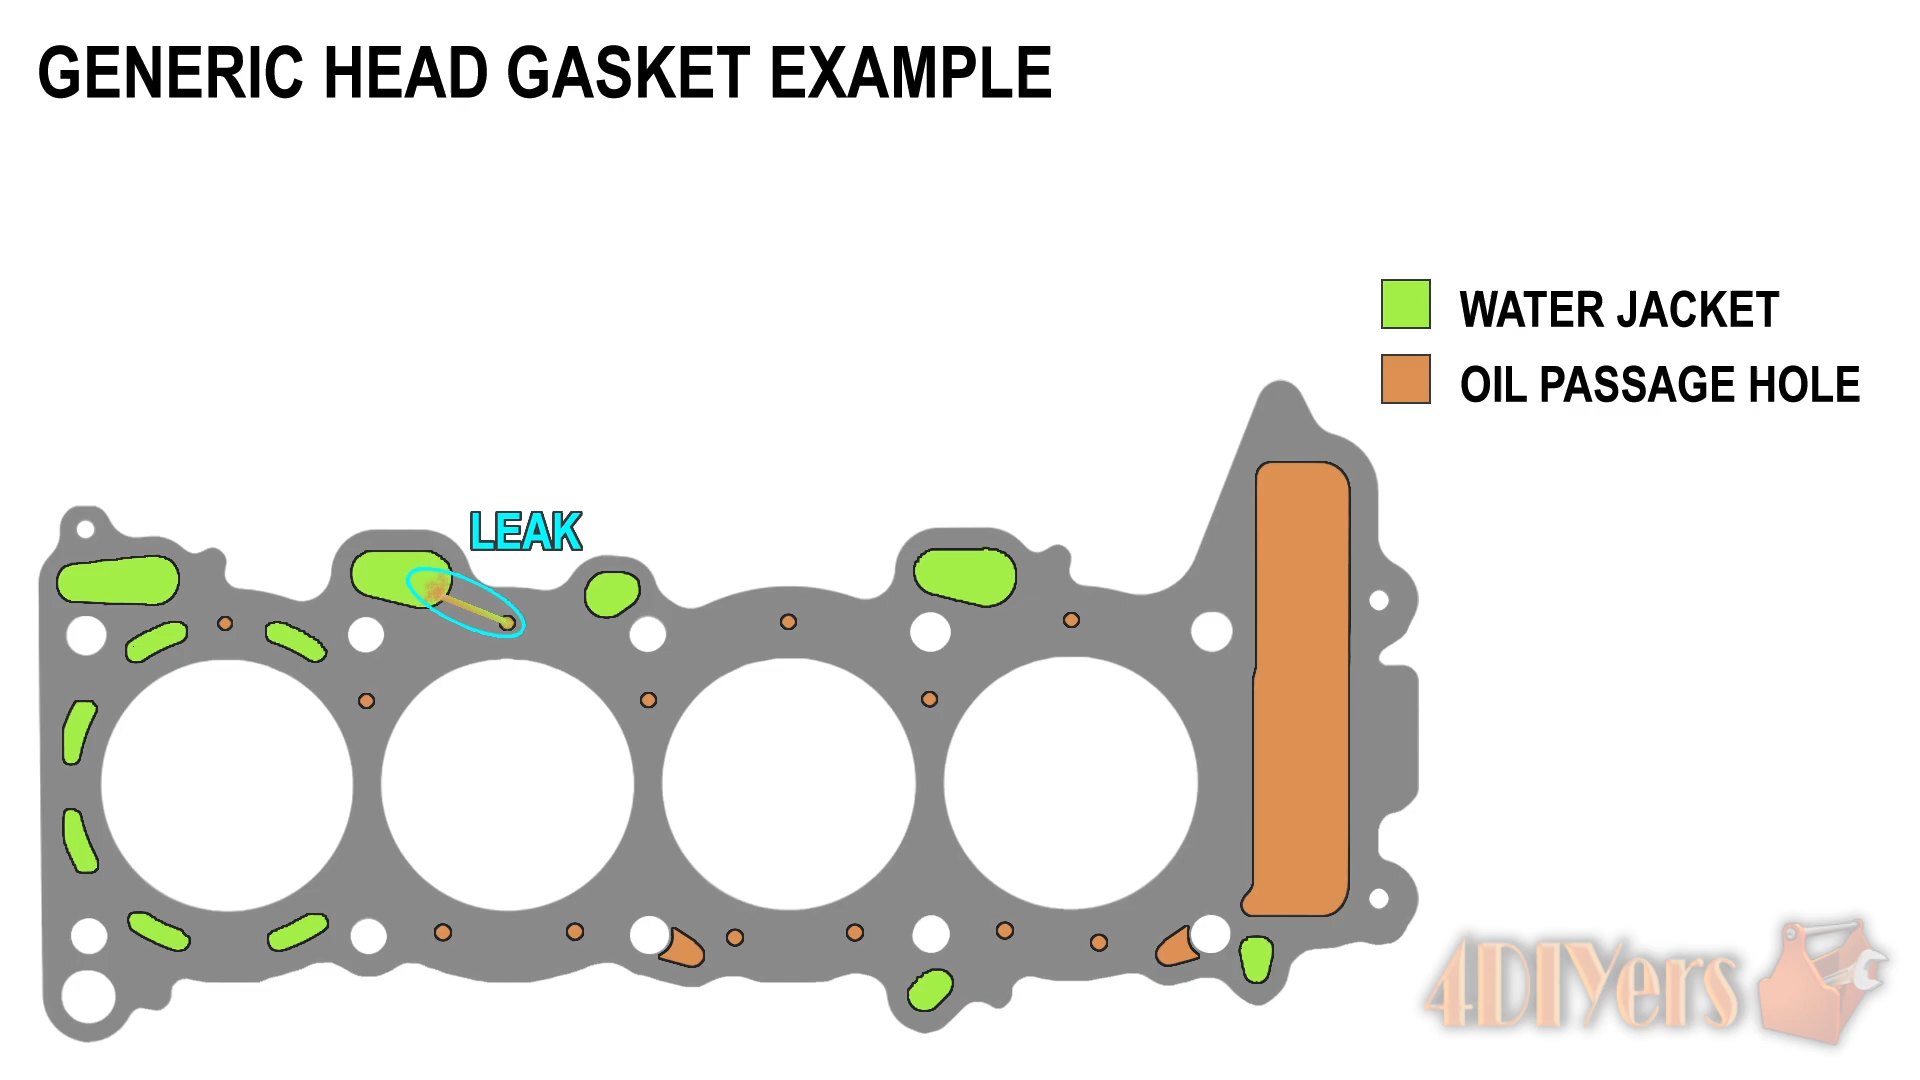 GENERIC HEAD GASKET EXAMPLE
WATER JACKET
OIL PASSAGE HOLE
LEAK
4DIYers